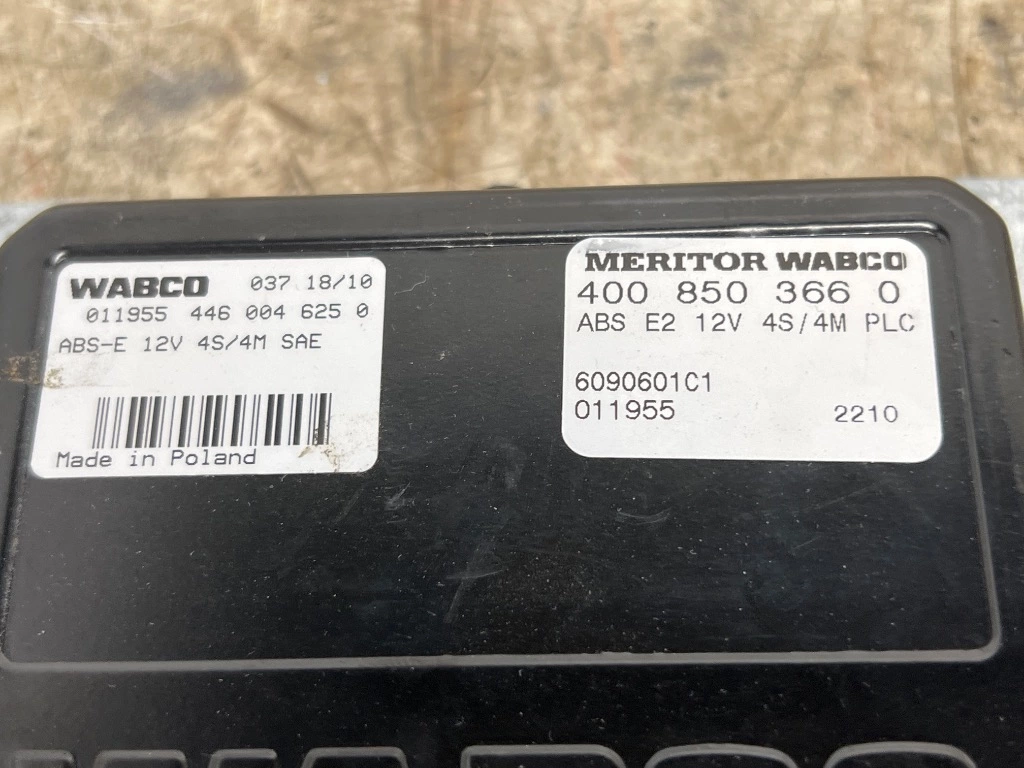 WABCO 037 18/10
011955 446 004 625 0
ABS-E 12V 4S/4M SAE
Made in Poland
MERITOR WABCO
400 850 366 0
ABS E2 12V 4S/4M PLC
6090601C1
011955 2210
WABCO